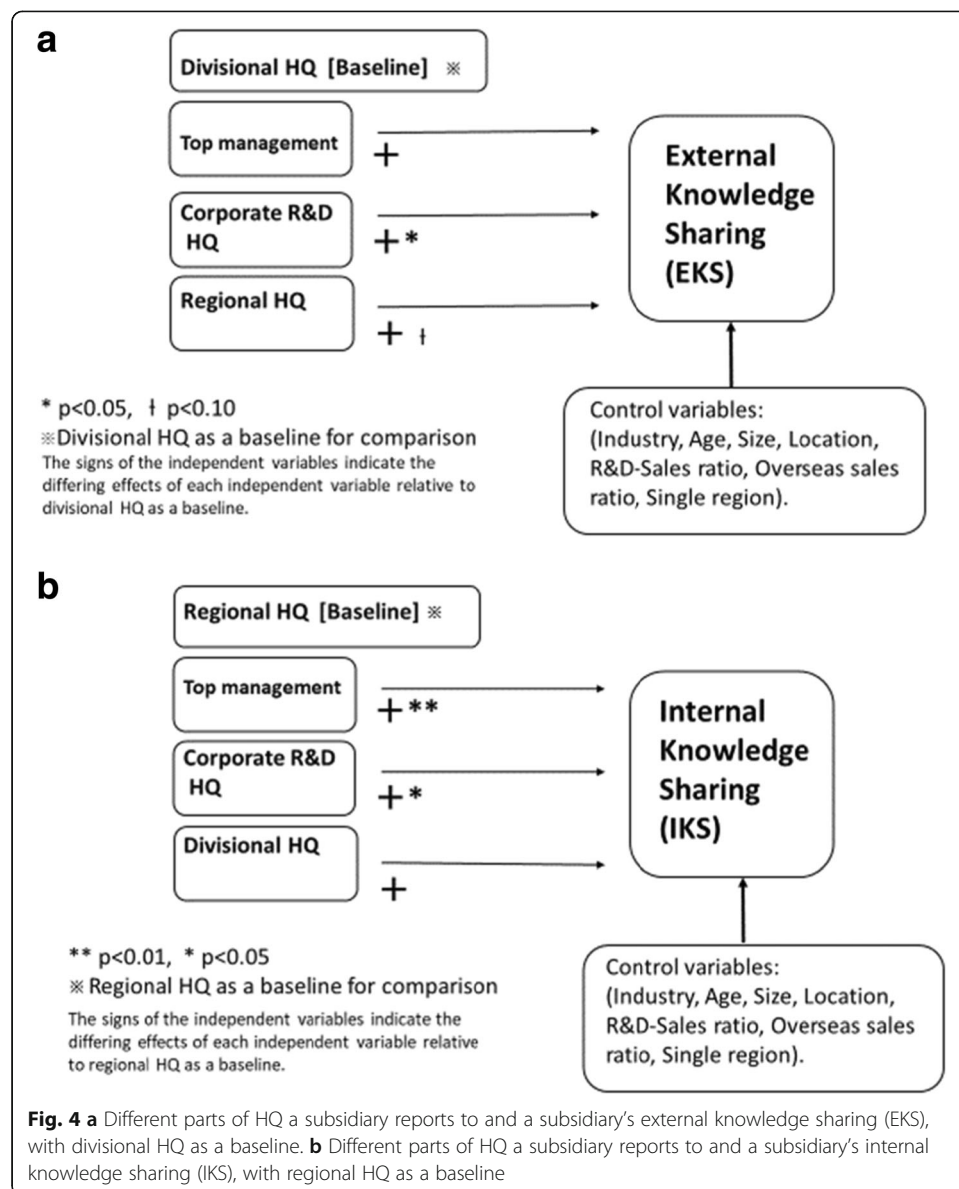 a
Divisional HQ [Baseline] ※
Top management
+
Corporate R&D
HQ
+*
Regional HQ
+ ƚ
External
Knowledge
Sharing
(EKS)
* p<0.05, ƚ p<0.10
※Divisional HQ as a baseline for comparison
The signs of the independent variables indicate the
differing effects of each independent variable relative to
divisional HQ as a baseline.
Control variables:
(Industry, Age, Size, Location,
R&D-Sales ratio, Overseas sales
ratio, Single region).
b
Regional HQ [Baseline] ※
Top management
+**
Corporate R&D
HQ
+*
Divisional HQ
+
Internal
Knowledge
Sharing
(IKS)
** p<0.01, * p<0.05
※ Regional HQ as a baseline for comparison
The signs of the independent variables indicate the
differing effects of each independent variable relative
to regional HQ as a baseline.
Control variables:
(Industry, Age, Size, Location,
R&D-Sales ratio, Overseas sales
ratio, Single region).
Fig. 4 a Different parts of HQ a subsidiary reports to and a subsidiary's external knowledge sharing (EKS),
with divisional HQ as a baseline. b Different parts of HQ a subsidiary reports to and a subsidiary's internal
knowledge sharing (IKS), with regional HQ as a baseline